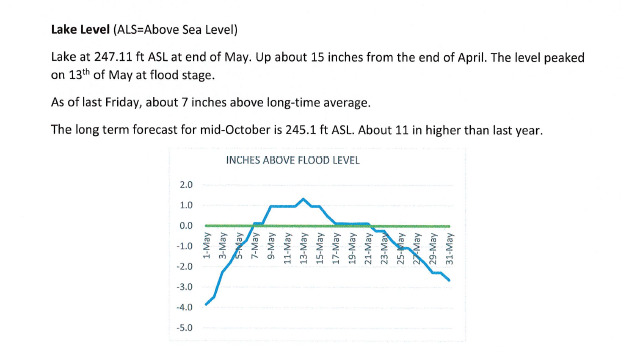 Lake Level (ALS=Above Sea Level)
Lake at 247.11 ft ASL at end of May. Up about 15 inches from the end of April. The level peaked
on 13th of May at flood stage.
As of last Friday, about 7 inches above long-time average.
The long term forecast for mid-October is 245.1 ft ASL. About 11 in higher than last year.
INCHES ABOVE FLOOD LEVEL
2.0
1.0
0.0
-1.0
-2.0
-3.0
-4.0
-5.0
1-May
3-May
5-May
7-May
9-May
11-May
13-May
15-May
17-May
19-May
21-May
23-May
25-May
27-May
29-May
31-May